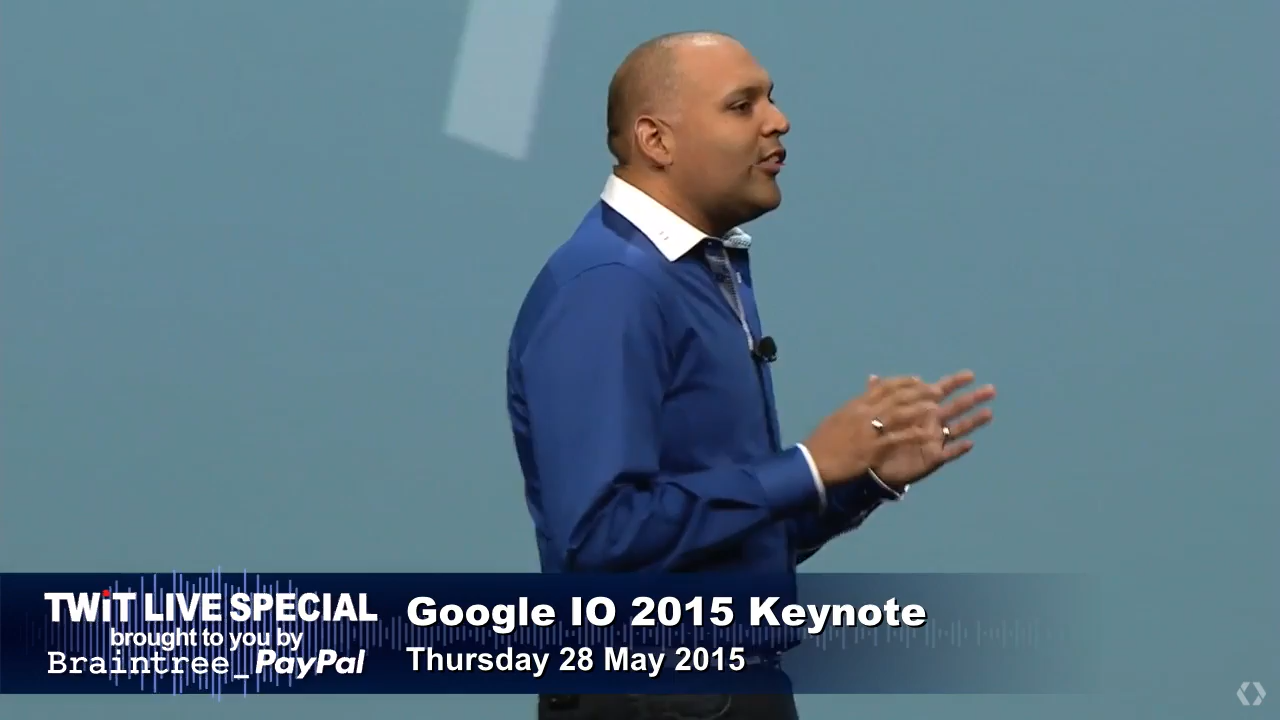 TWiT LIVE SPECIAL
brought to you by
Braintree_PayPal
Google IO 2015 Keynote
Thursday 28 May 2015